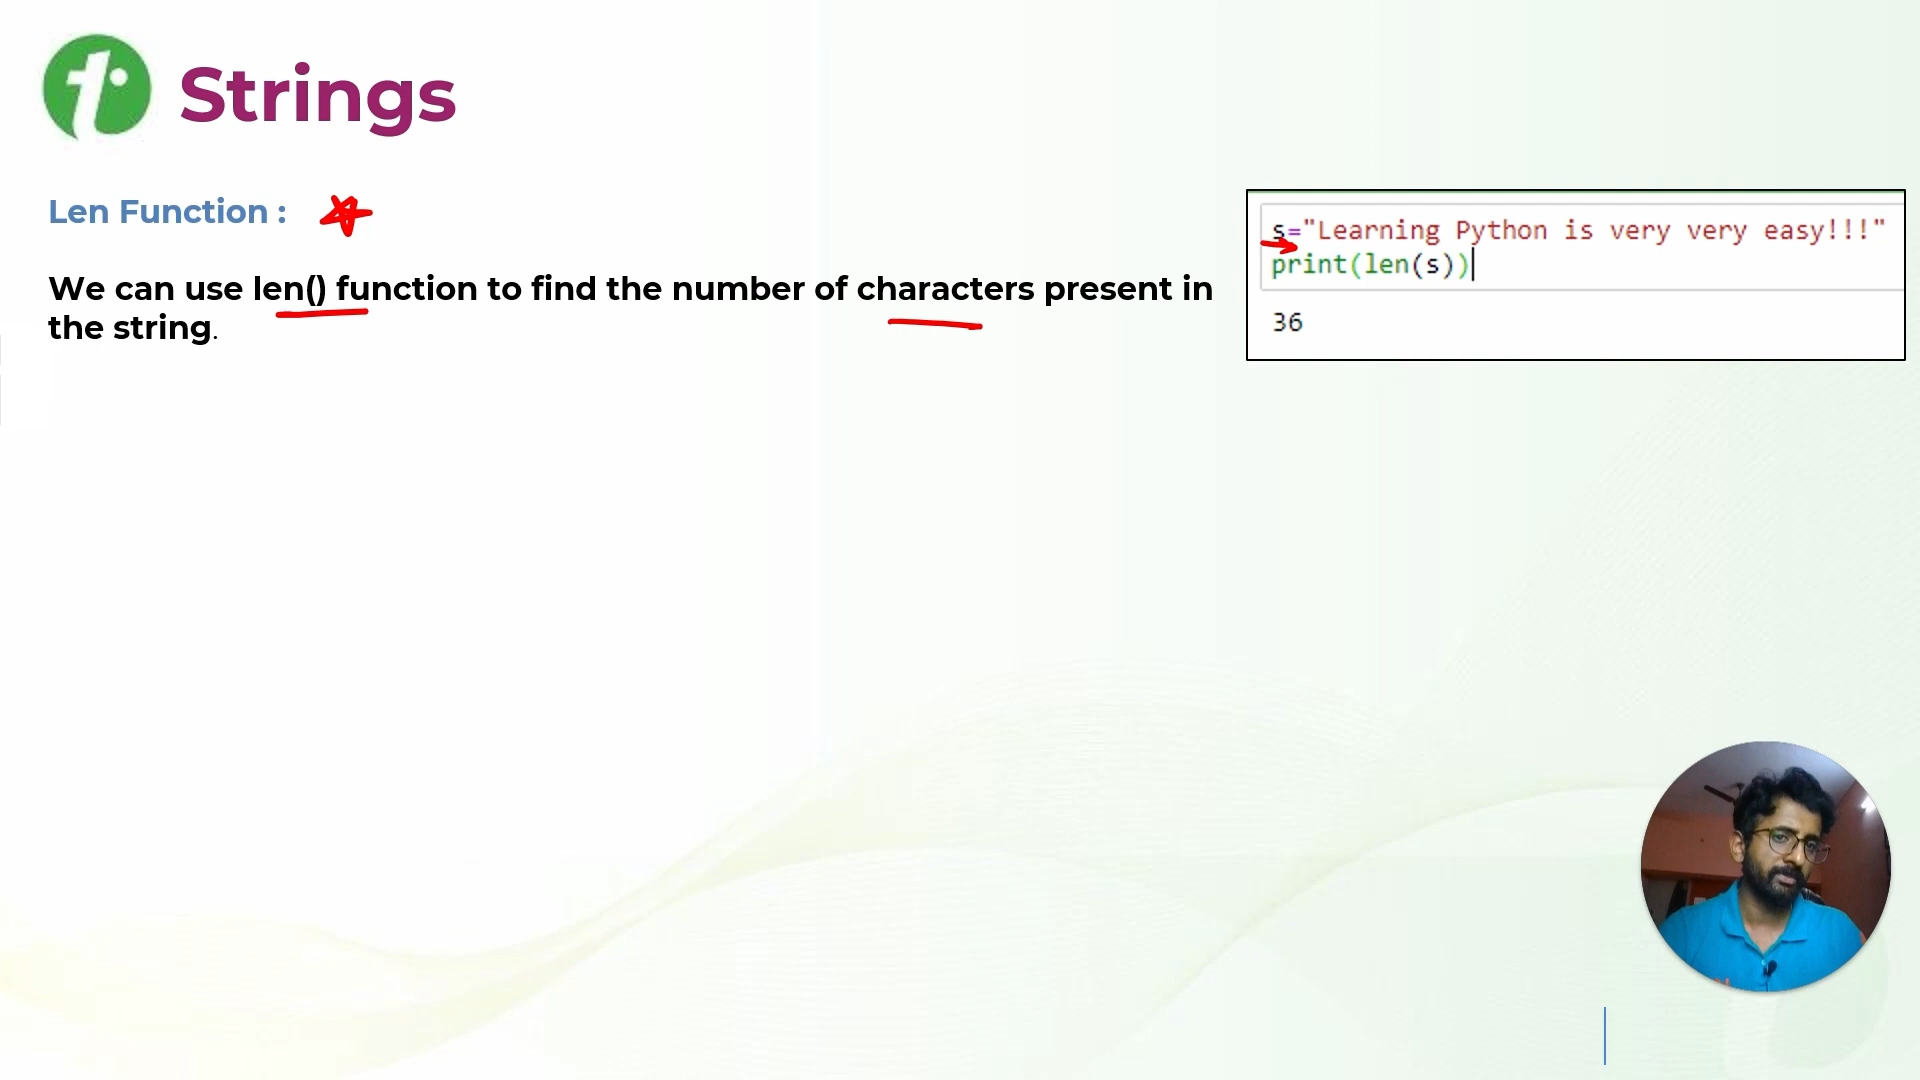 Strings
Len Function :
We can use len() function to find the number of characters present in
the string.
s="Learning Python is very very easy!!!"
print(len(s))
36